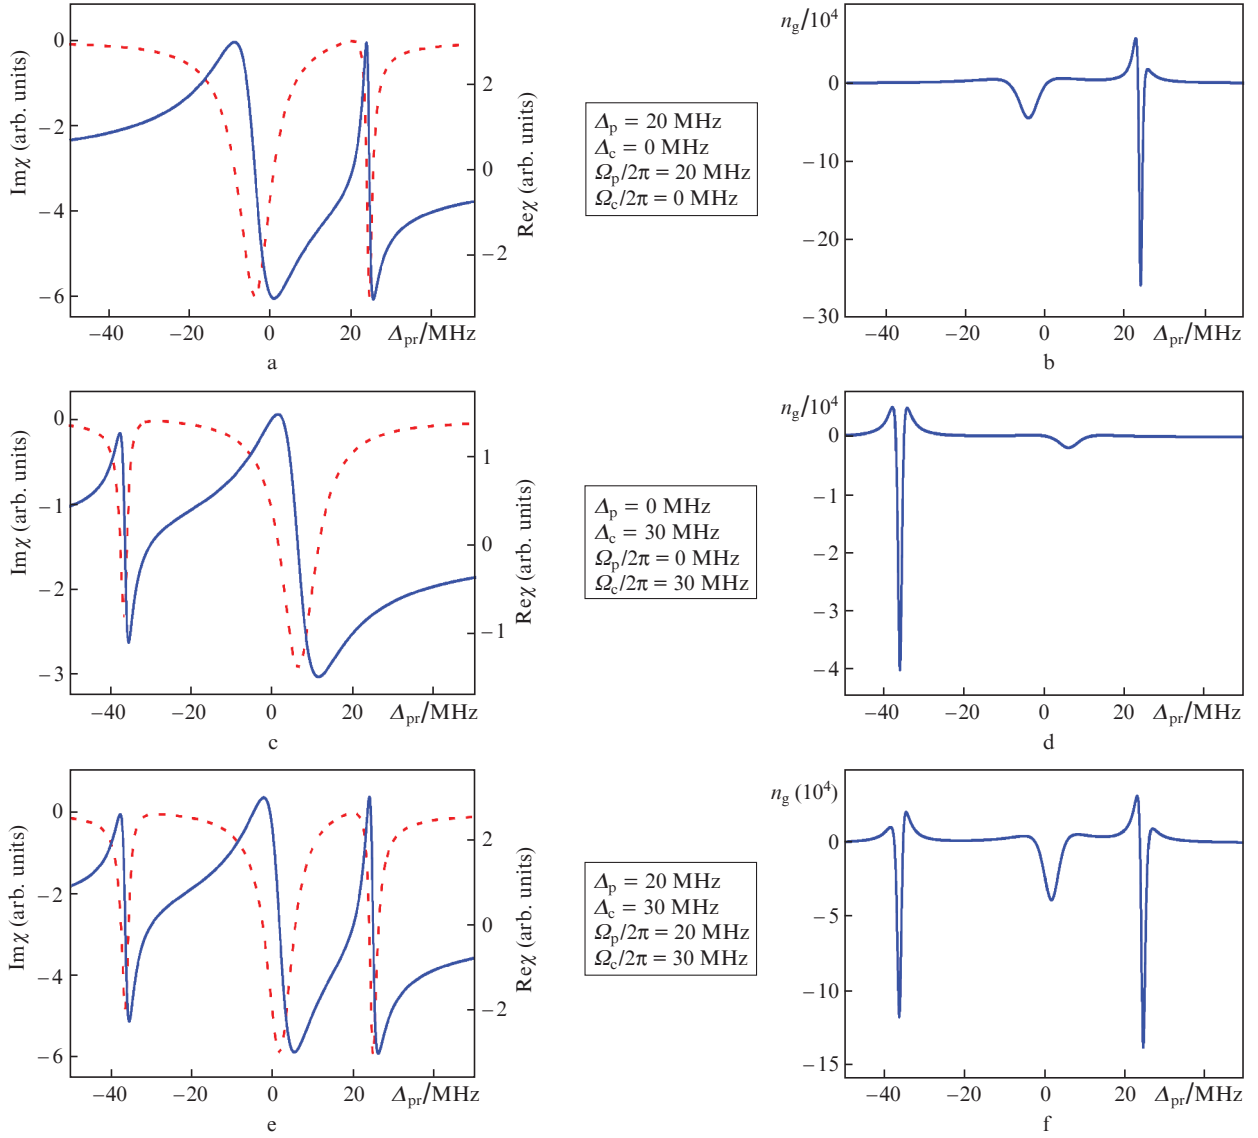 Imχ (arb. units)
0
−2
−4
−6
2
0
−2
Reχ (arb. units)
−40
−20
0
20
Δpr/MHz
a
Δp = 20 MHz
Δc = 0 MHz
Ωp/2π = 20 MHz
Ωc/2π = 0 MHz
ng/10⁴
0
−10
−20
−30
−40
−20
0
20
Δpr/MHz
b
Imχ (arb. units)
0
−1
−2
−3
1
0
−1
Reχ (arb. units)
−40
−20
0
20
Δpr/MHz
c
Δp = 0 MHz
Δc = 30 MHz
Ωp/2π = 0 MHz
Ωc/2π = 30 MHz
ng/10⁴
0
−1
−2
−3
−4
−40
−20
0
20
Δpr/MHz
d
Imχ (arb. units)
0
−2
−4
−6
2
0
−2
Reχ (arb. units)
−40
−20
0
20
Δpr/MHz
e
Δp = 20 MHz
Δc = 30 MHz
Ωp/2π = 20 MHz
Ωc/2π = 30 MHz
ng (10⁴)
0
−5
−10
−15
−40
−20
0
20
Δpr/MHz
f